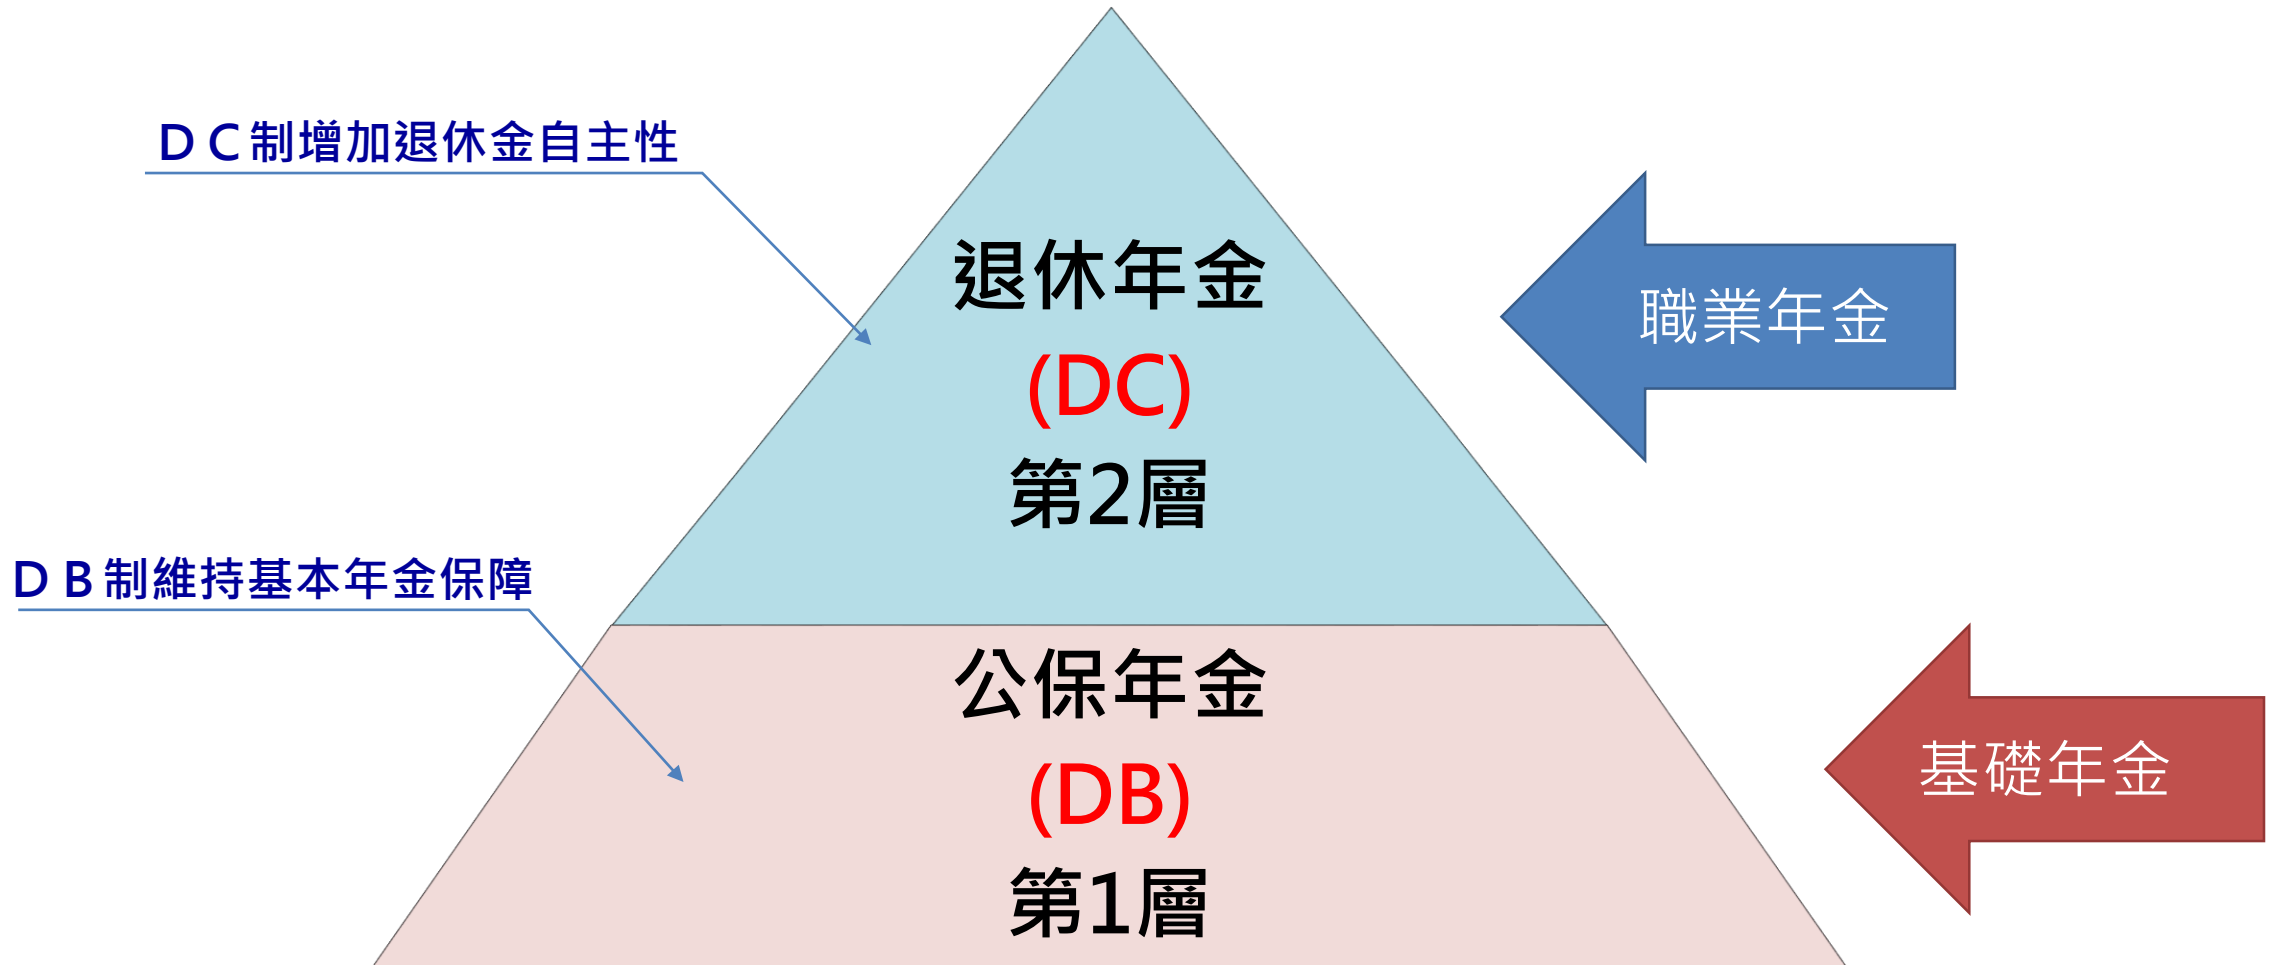 ＤＣ制增加退休金自主性
退休年金
(DC)
第2層
職業年金
ＤＢ制維持基本年金保障
公保年金
(DB)
第1層
基礎年金